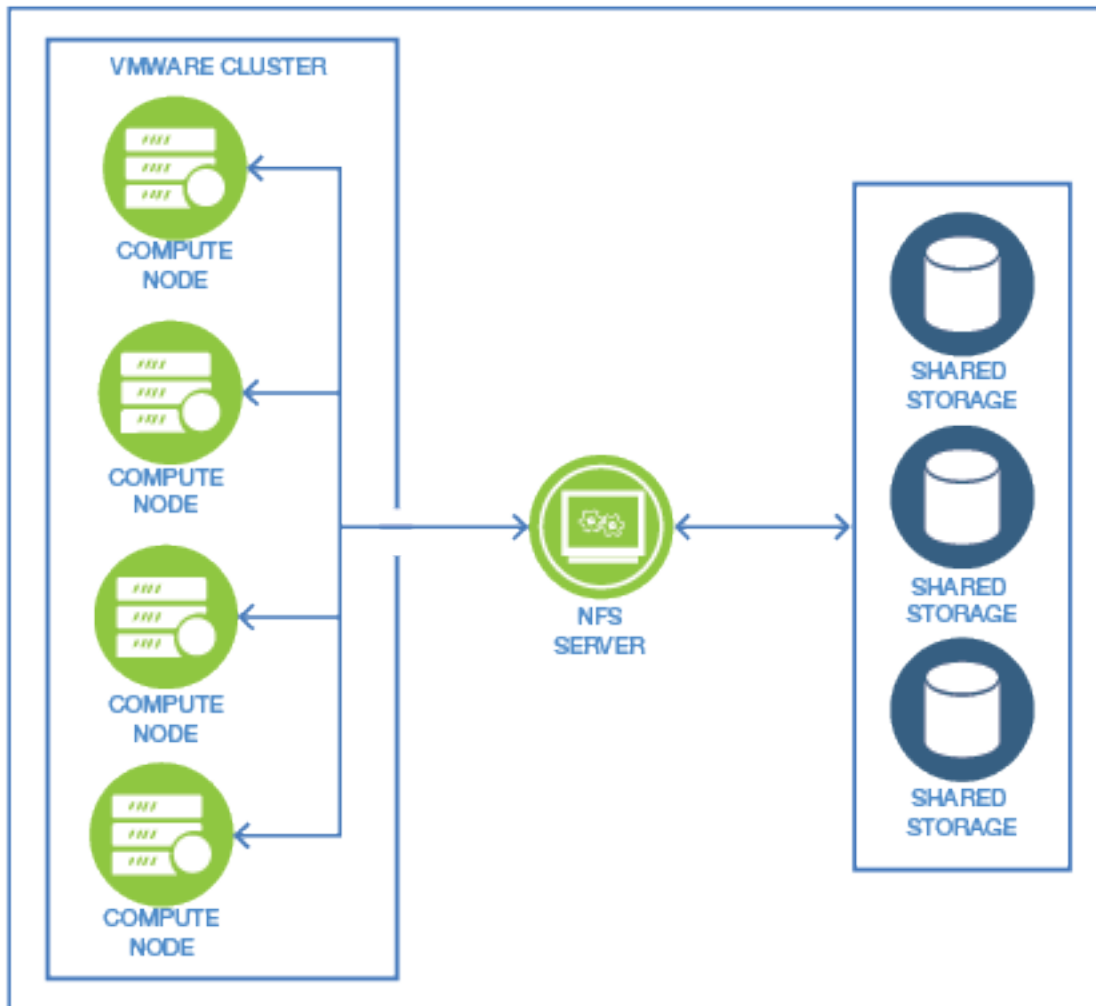 VMWARE CLUSTER
COMPUTE
NODE
COMPUTE
NODE
COMPUTE
NODE
COMPUTE
NODE
NFS
SERVER
SHARED
STORAGE
SHARED
STORAGE
SHARED
STORAGE